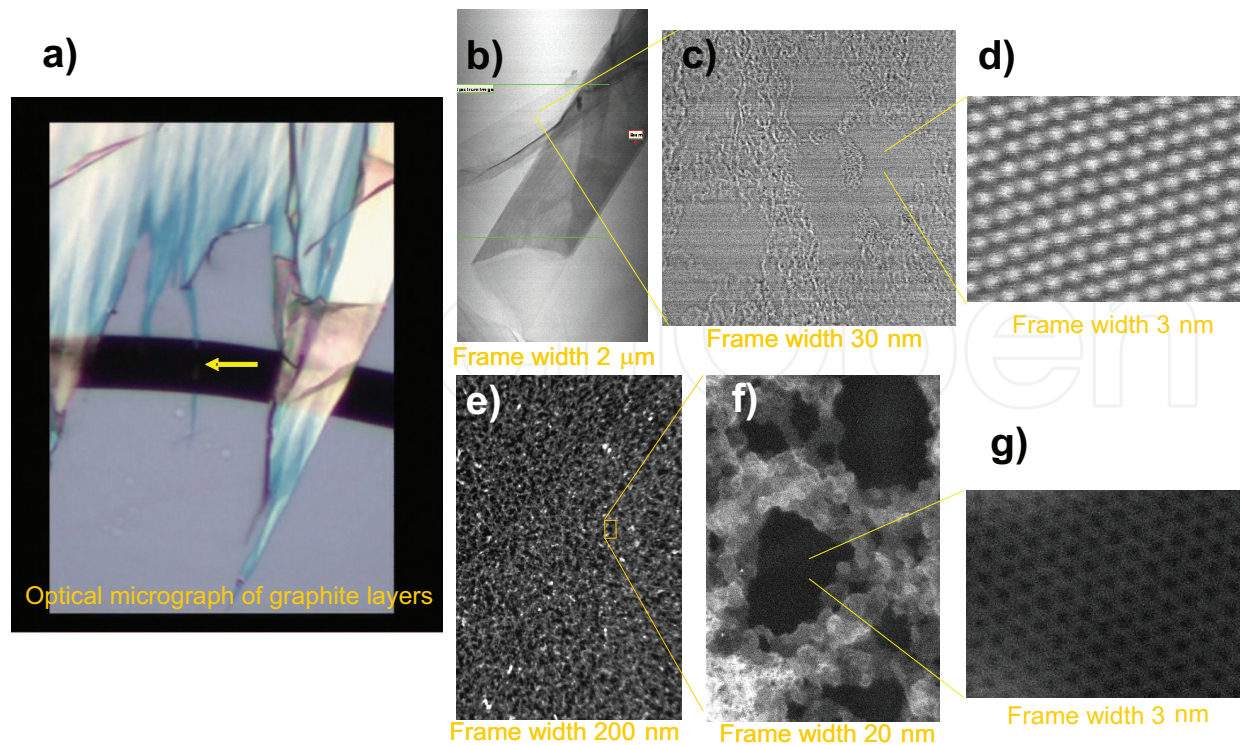 a)
Optical micrograph of graphite layers
b)
Frame width 2 μm
c)
Frame width 30 nm
d)
Frame width 3 nm
e)
Frame width 200 nm
f)
Frame width 20 nm
g)
Frame width 3 nm